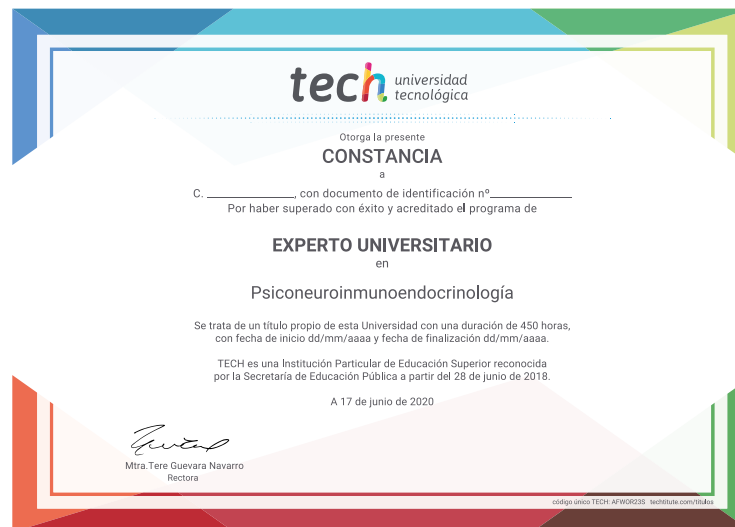 tech universidad
tecnológica
Otorga la presente
CONSTANCIA
a
C. ______________, con documento de identificación nº_____________
Por haber superado con éxito y acreditado el programa de
EXPERTO UNIVERSITARIO
en
Psiconeuroinmunoendocrinología
Se trata de un título propio de esta Universidad con una duración de 450 horas,
con fecha de inicio dd/mm/aaaa y fecha de finalización dd/mm/aaaa.
TECH es una Institución Particular de Educación Superior reconocida
por la Secretaría de Educación Pública a partir del 28 de junio de 2018.
A 17 de junio de 2020
Mtra.Tere Guevara Navarro
Rectora
código único TECH: AFWOR23S techtitute.com/titulos